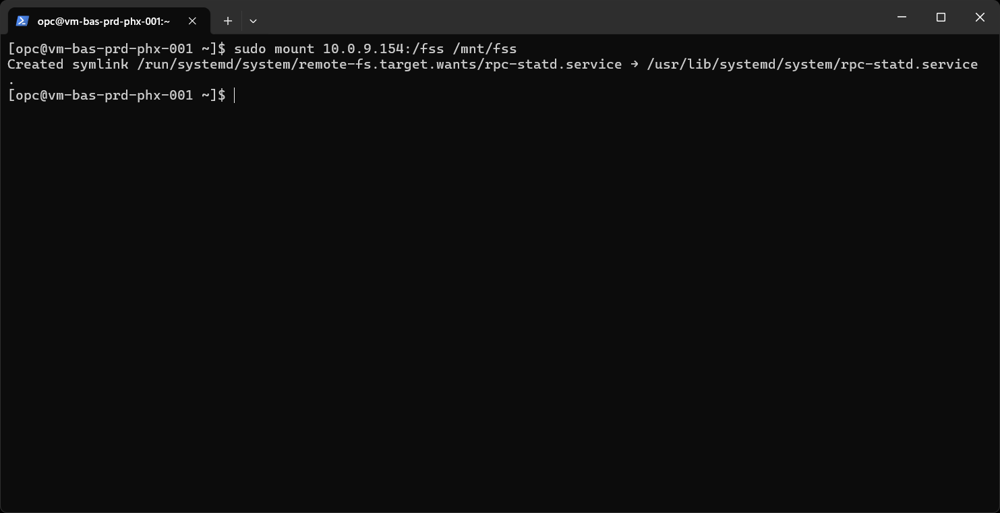 opc@vm-bas-prd-phx-001:~
[opc@vm-bas-prd-phx-001 ~]$ sudo mount 10.0.9.154:/fss /mnt/fss
Created symlink /run/systemd/system/remote-fs.target.wants/rpc-statd.service → /usr/lib/systemd/system/rpc-statd.service
.
[opc@vm-bas-prd-phx-001 ~]$